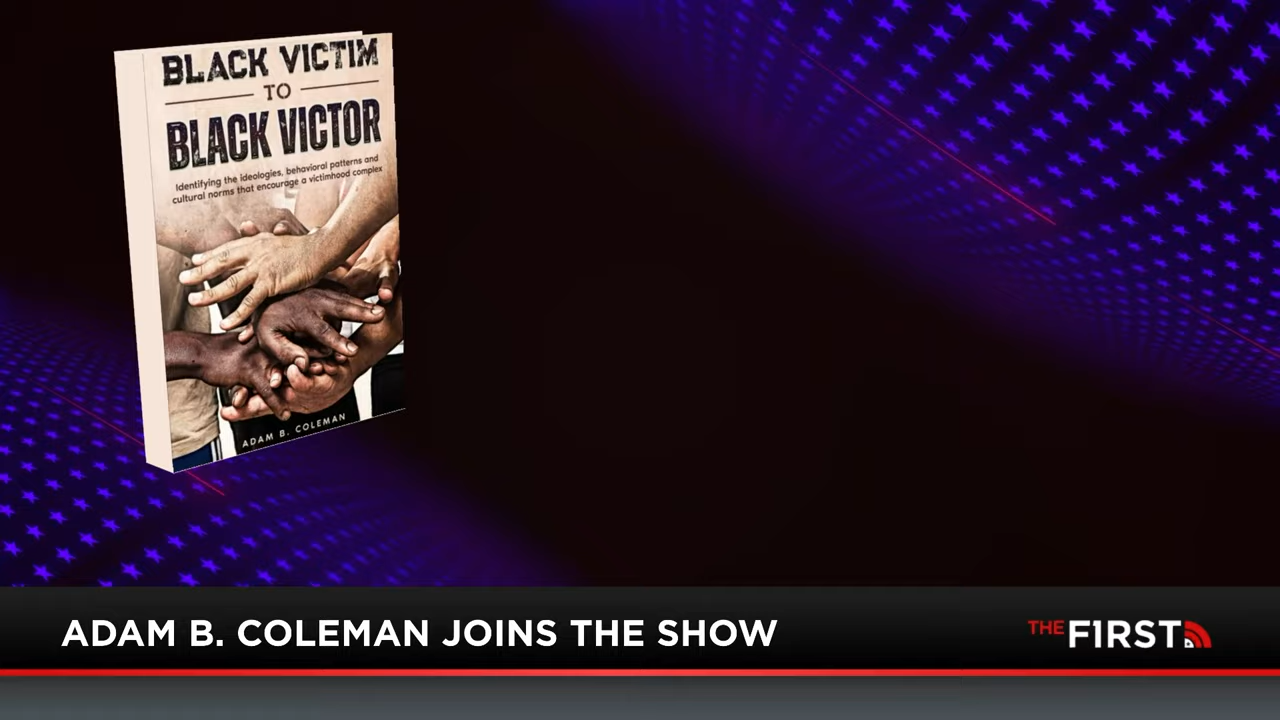 BLACK VICTIM
TO
BLACK VICTOR
Identifying the ideologies, behavioral patterns and
cultural norms that encourage a victimhood complex
ADAM B. COLEMAN
ADAM B. COLEMAN JOINS THE SHOW
THE FIRST